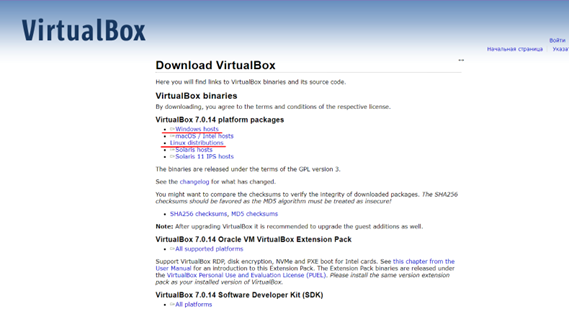 VirtualBox
Войти
Начальная страница
Download VirtualBox
Here you will find links to VirtualBox binaries and its source code.
VirtualBox binaries
By downloading, you agree to the terms and conditions of the respective license.
VirtualBox 7.0.14 platform packages
Windows hosts
macOS / Intel hosts
Linux distributions
Solaris hosts
Solaris 11 IPS hosts
The binaries are released under the terms of the GPL version 3.
See the changelog for what has changed.
You might want to compare the checksums to verify the integrity of downloaded packages. The SHA256
checksums should be favored as the MD5 algorithm must be treated as insecure!
SHA256 checksums, MD5 checksums
Note: After upgrading VirtualBox it is recommended to upgrade the guest additions as well.
VirtualBox 7.0.14 Oracle VM VirtualBox Extension Pack
All supported platforms
Support VirtualBox RDP, disk encryption, NVMe and PXE boot for Intel cards. See this chapter from the
User Manual for an introduction to this Extension Pack. The Extension Pack binaries are released under
the VirtualBox Personal Use and Evaluation License (PUEL). Please install the same version extension
pack as your installed version of VirtualBox.
VirtualBox 7.0.14 Software Developer Kit (SDK)
All platforms